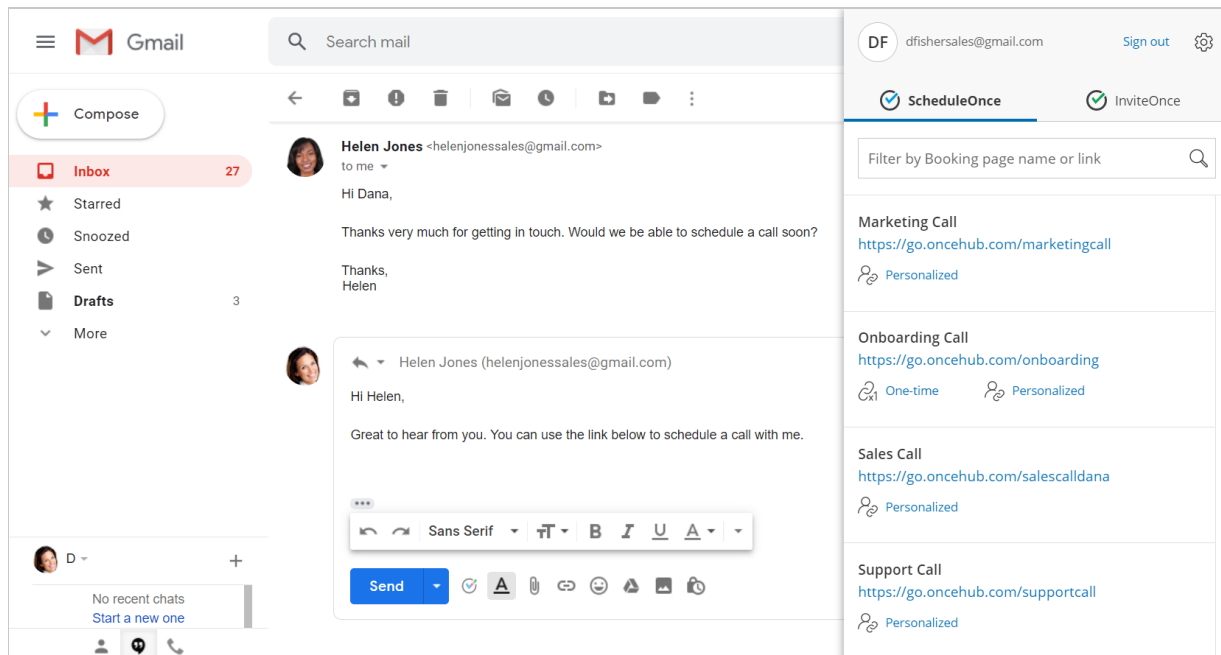 Gmail
Compose
Inbox 27
Starred
Snoozed
Sent
Drafts 3
More
D
No recent chats
Start a new one
Search mail
Helen Jones <helenjonessales@gmail.com>
to me
Hi Dana,
Thanks very much for getting in touch. Would we be able to schedule a call soon?
Thanks,
Helen
Helen Jones (helenjonessales@gmail.com)
Hi Helen,
Great to hear from you. You can use the link below to schedule a call with me.
Sans Serif
Send
DF dfishersales@gmail.com Sign out
ScheduleOnce InviteOnce
Filter by Booking page name or link
Marketing Call
https://go.oncehub.com/marketingcall
Personalized
Onboarding Call
https://go.oncehub.com/onboarding
x1 One-time Personalized
Sales Call
https://go.oncehub.com/salescalldana
Personalized
Support Call
https://go.oncehub.com/supportcall
Personalized